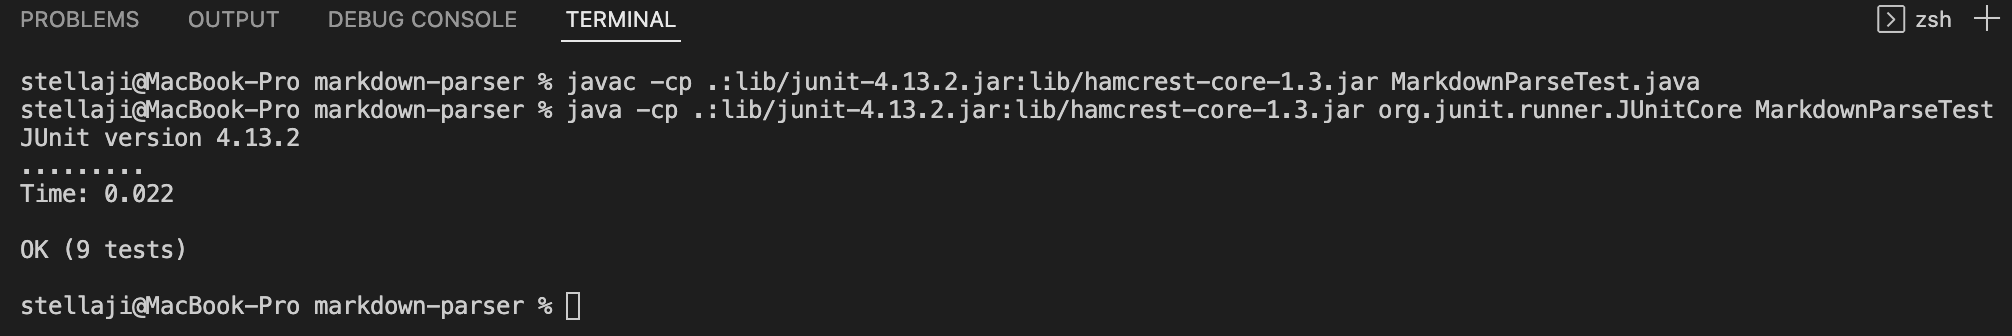 PROBLEMS OUTPUT DEBUG CONSOLE TERMINAL zsh
stellaji@MacBook-Pro markdown-parser % javac -cp .:lib/junit-4.13.2.jar:lib/hamcrest-core-1.3.jar MarkdownParseTest.java
stellaji@MacBook-Pro markdown-parser % java -cp .:lib/junit-4.13.2.jar:lib/hamcrest-core-1.3.jar org.junit.runner.JUnitCore MarkdownParseTest
JUnit version 4.13.2
.........
Time: 0.022
OK (9 tests)
stellaji@MacBook-Pro markdown-parser %